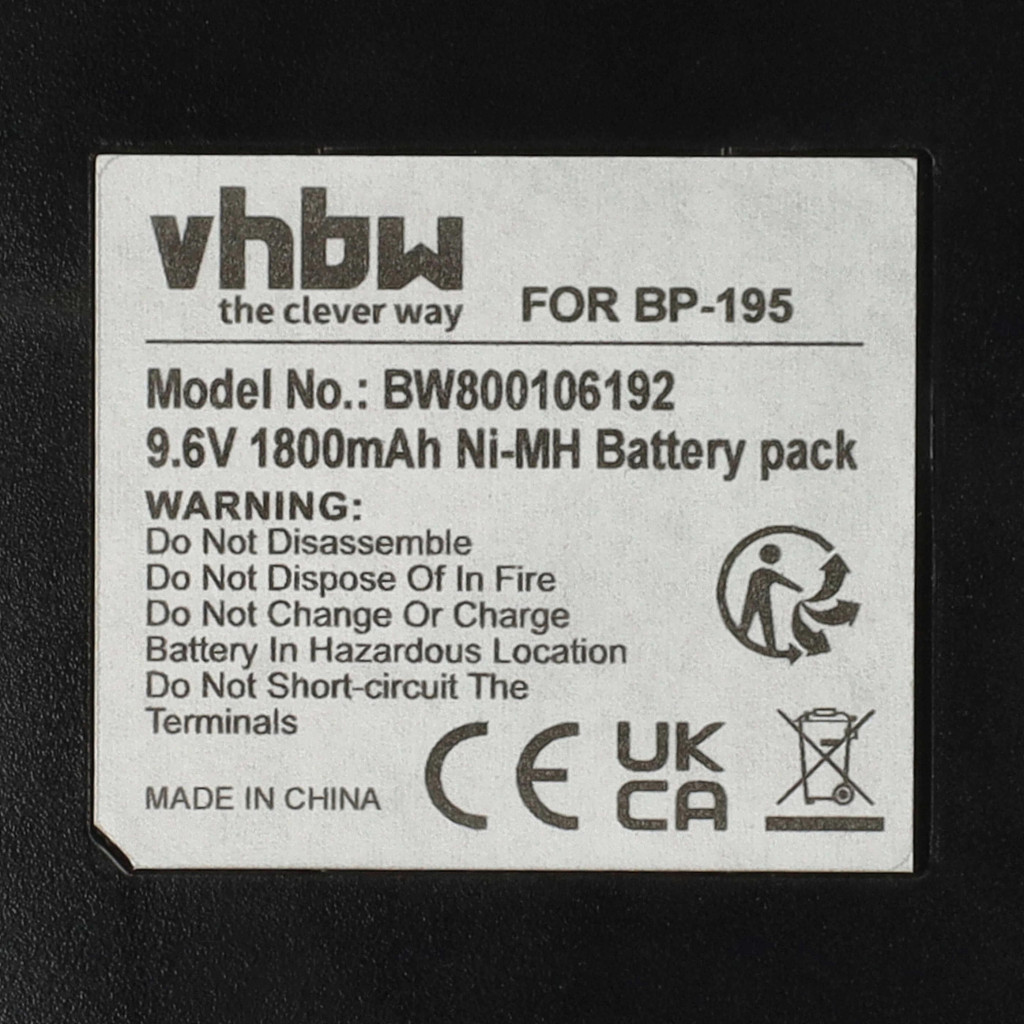 vhbw
the clever way
FOR BP-195
Model No.: BW800106192
9.6V 1800mAh Ni-MH Battery pack
WARNING:
Do Not Disassemble
Do Not Dispose Of In Fire
Do Not Change Or Charge
Battery In Hazardous Location
Do Not Short-circuit The
Terminals
MADE IN CHINA
CE
UK
CA